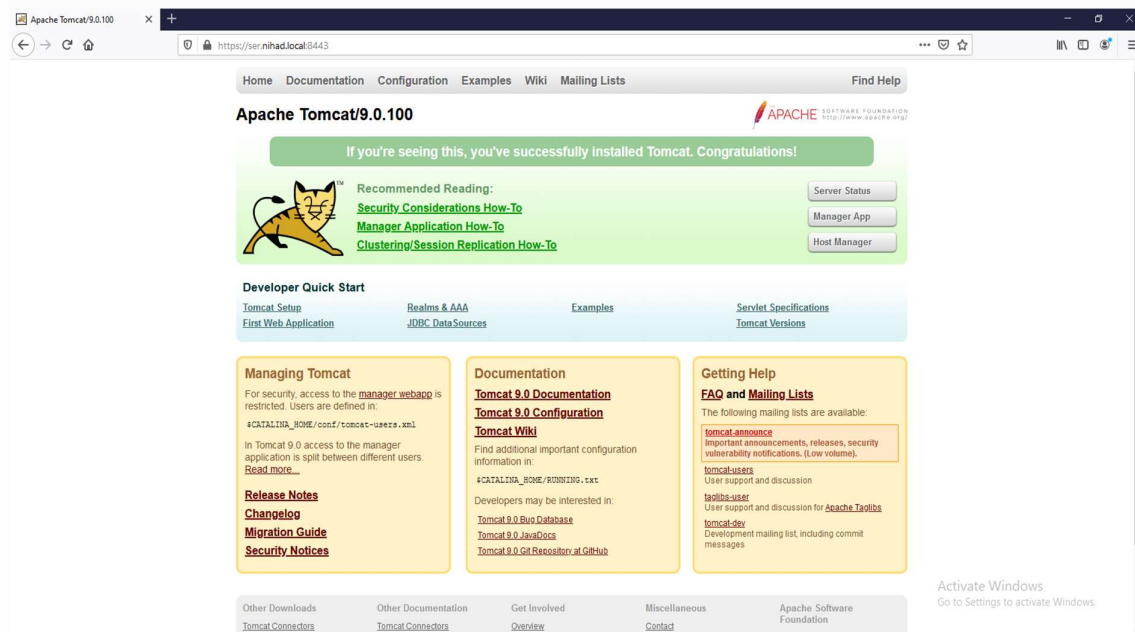 Apache Tomcat/9.0.100
https://ser.nihad.local:8443
Home Documentation Configuration Examples Wiki Mailing Lists Find Help
Apache Tomcat/9.0.100
THE APACHE SOFTWARE FOUNDATION
http://www.apache.org/
If you're seeing this, you've successfully installed Tomcat. Congratulations!
TM
Recommended Reading:
Security Considerations How-To
Manager Application How-To
Clustering/Session Replication How-To
Server Status
Manager App
Host Manager
Developer Quick Start
Tomcat Setup
First Web Application
Realms & AAA
JDBC DataSources
Examples
Servlet Specifications
Tomcat Versions
Managing Tomcat
For security, access to the manager webapp is
restricted. Users are defined in:
$CATALINA_HOME/conf/tomcat-users.xml
In Tomcat 9.0 access to the manager
application is split between different users.
Read more...
Release Notes
Changelog
Migration Guide
Security Notices
Documentation
Tomcat 9.0 Documentation
Tomcat 9.0 Configuration
Tomcat Wiki
Find additional important configuration
information in:
$CATALINA_HOME/RUNNING.txt
Developers may be interested in:
Tomcat 9.0 Bug Database
Tomcat 9.0 JavaDocs
Tomcat 9.0 Git Repository at GitHub
Getting Help
FAQ and Mailing Lists
The following mailing lists are available:
tomcat-announce
Important announcements, releases, security
vulnerability notifications. (Low volume).
tomcat-users
User support and discussion
taglibs-user
User support and discussion for Apache Taglibs
tomcat-dev
Development mailing list, including commit
messages
Activate Windows
Go to Settings to activate Windows.
Other Downloads
Tomcat Connectors
Other Documentation
Tomcat Connectors
Get Involved
Overview
Miscellaneous
Contact
Apache Software
Foundation